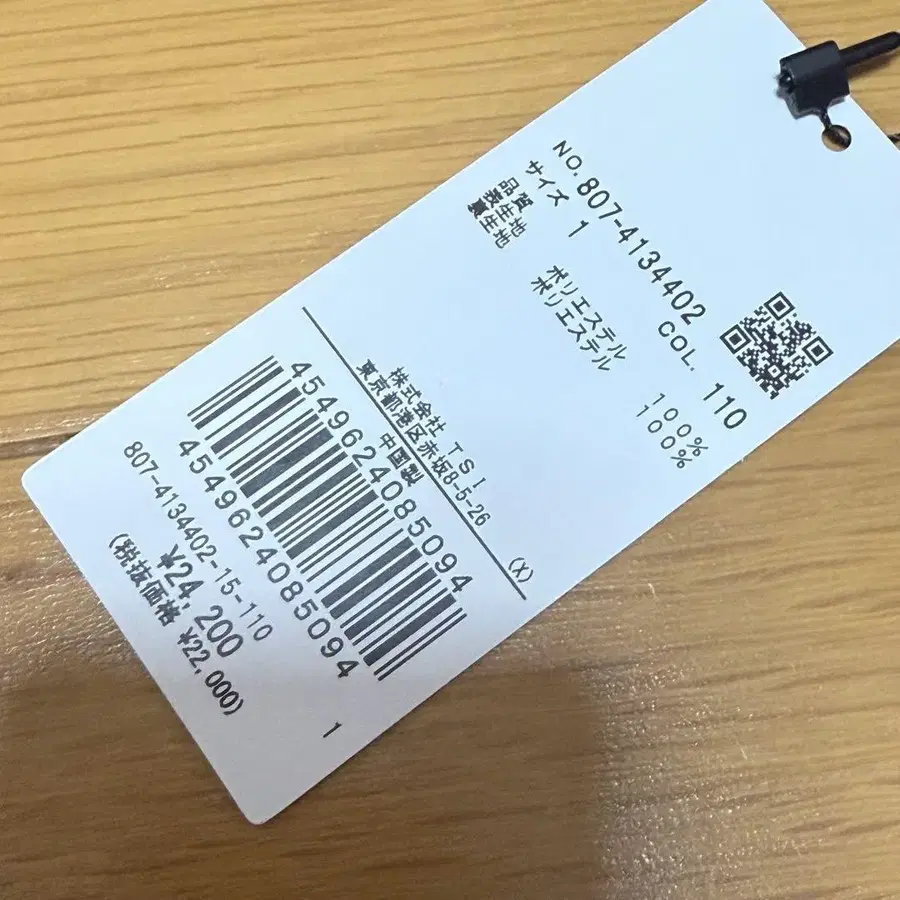 NO. 807-4134402 COL. 110
サイズ 1
品質
表生地 ポリエステル 100%
裏生地 ポリエステル 100%
株式会社 TSI
東京都港区赤坂8-5-26
中国製 (X)
4549624085094
4549624085094
807-4134402-15-110
¥24,200
(税抜価格 ¥22,000)
1